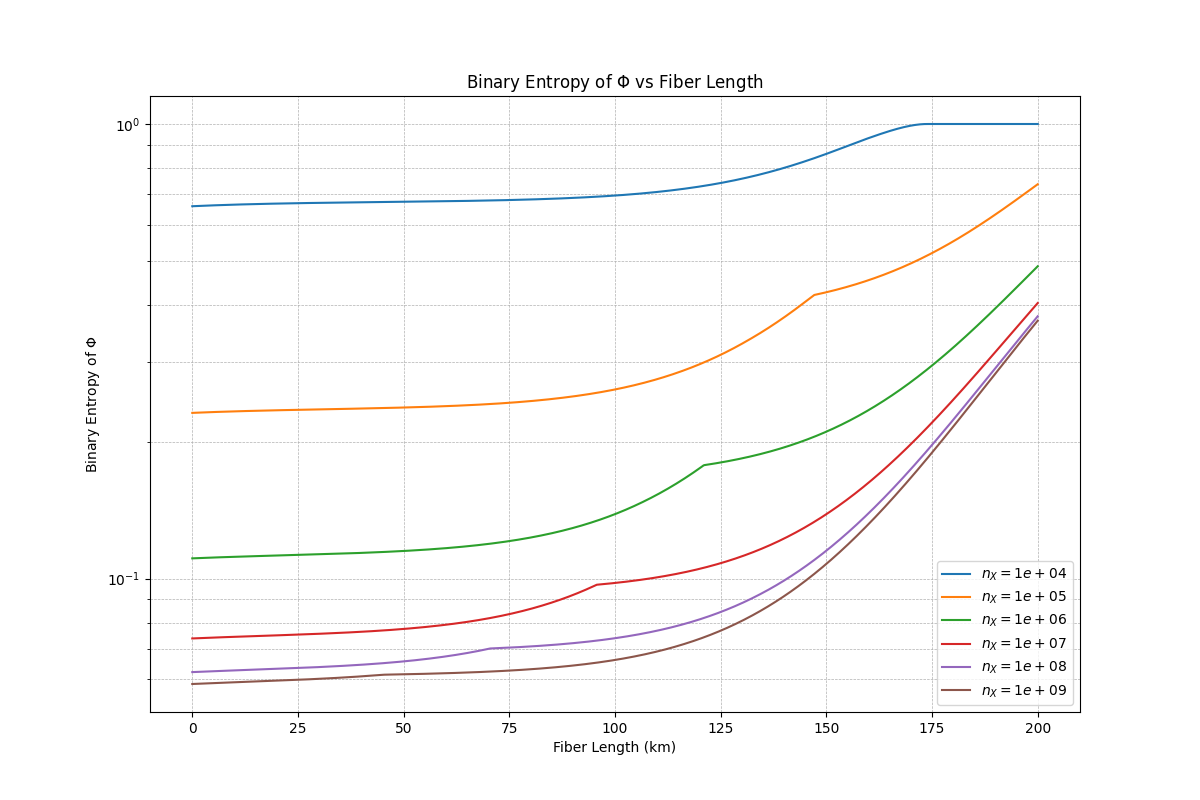 Binary Entropy of Φ vs Fiber Length
Binary Entropy of Φ
10⁰
10⁻¹
0 25 50 75 100 125 150 175 200
Fiber Length (km)
n_X = 1e + 04
n_X = 1e + 05
n_X = 1e + 06
n_X = 1e + 07
n_X = 1e + 08
n_X = 1e + 09